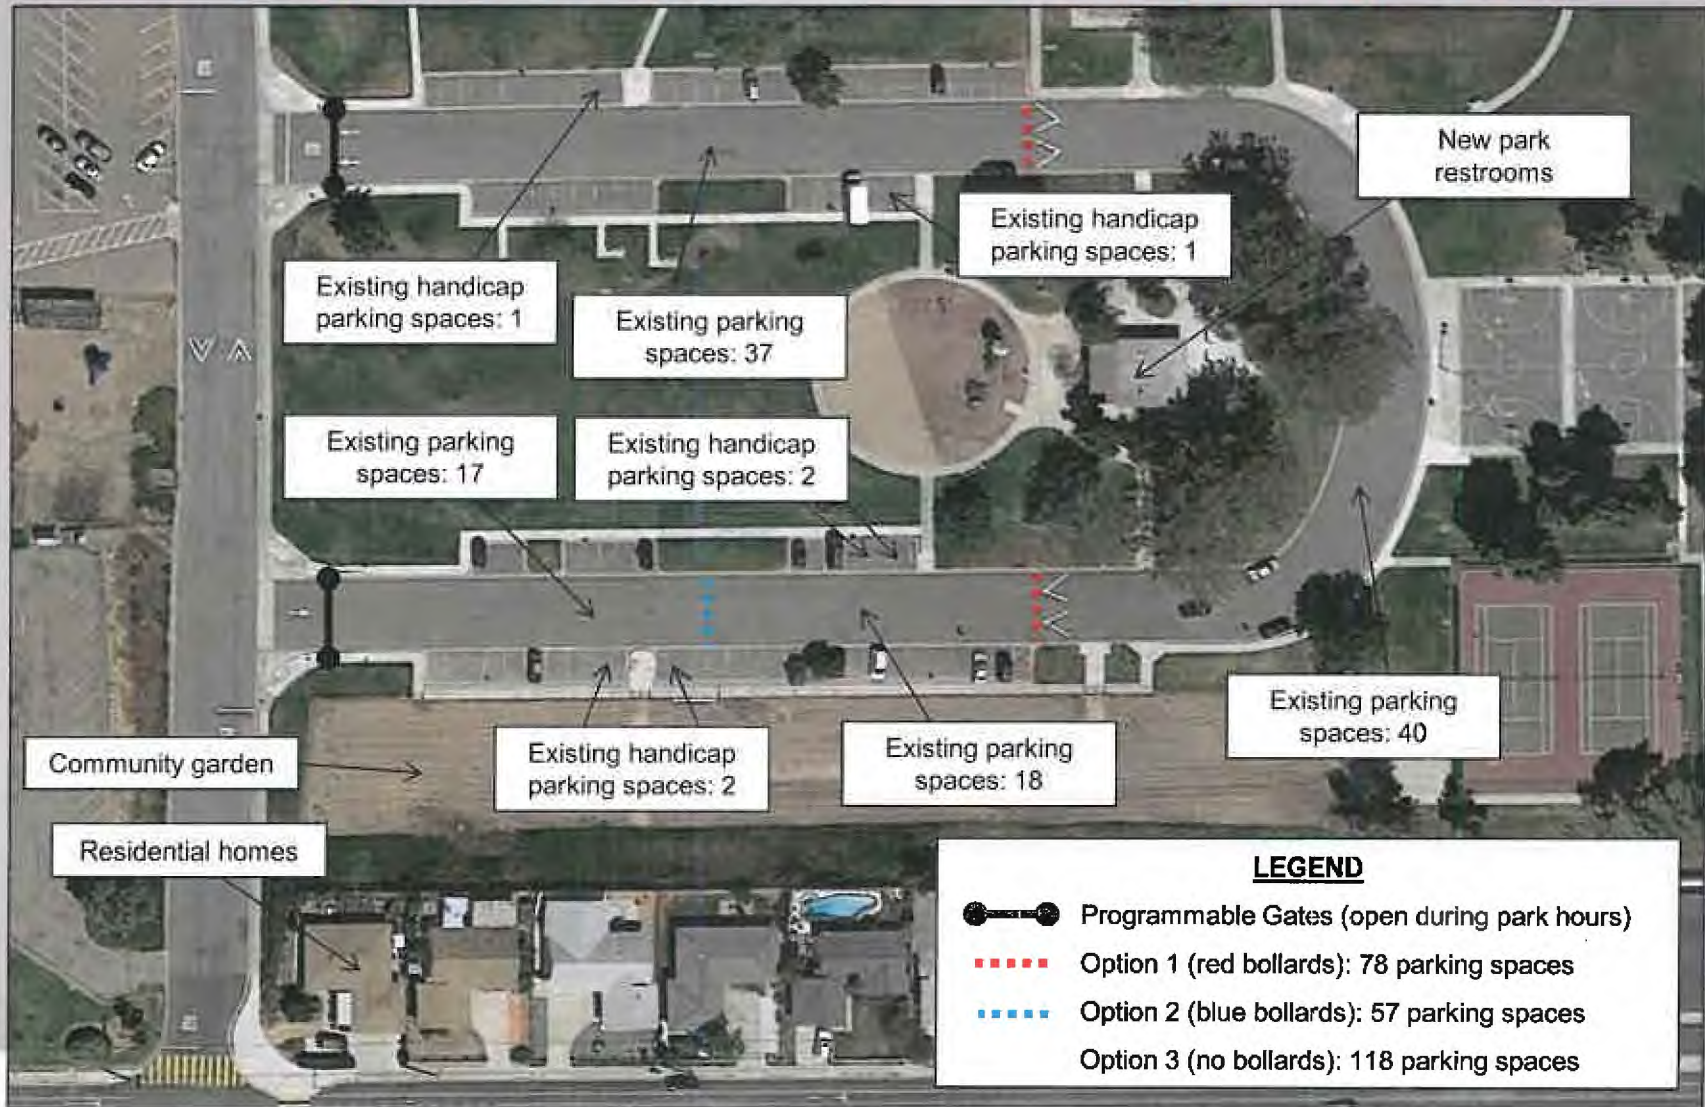 New park
restrooms
Existing handicap
parking spaces: 1
Existing handicap
parking spaces: 1
Existing parking
spaces: 37
Existing parking
spaces: 17
Existing handicap
parking spaces: 2
Existing parking
spaces: 40
Community garden
Existing handicap
parking spaces: 2
Existing parking
spaces: 18
Residential homes
LEGEND
Programmable Gates (open during park hours)
Option 1 (red bollards): 78 parking spaces
Option 2 (blue bollards): 57 parking spaces
Option 3 (no bollards): 118 parking spaces